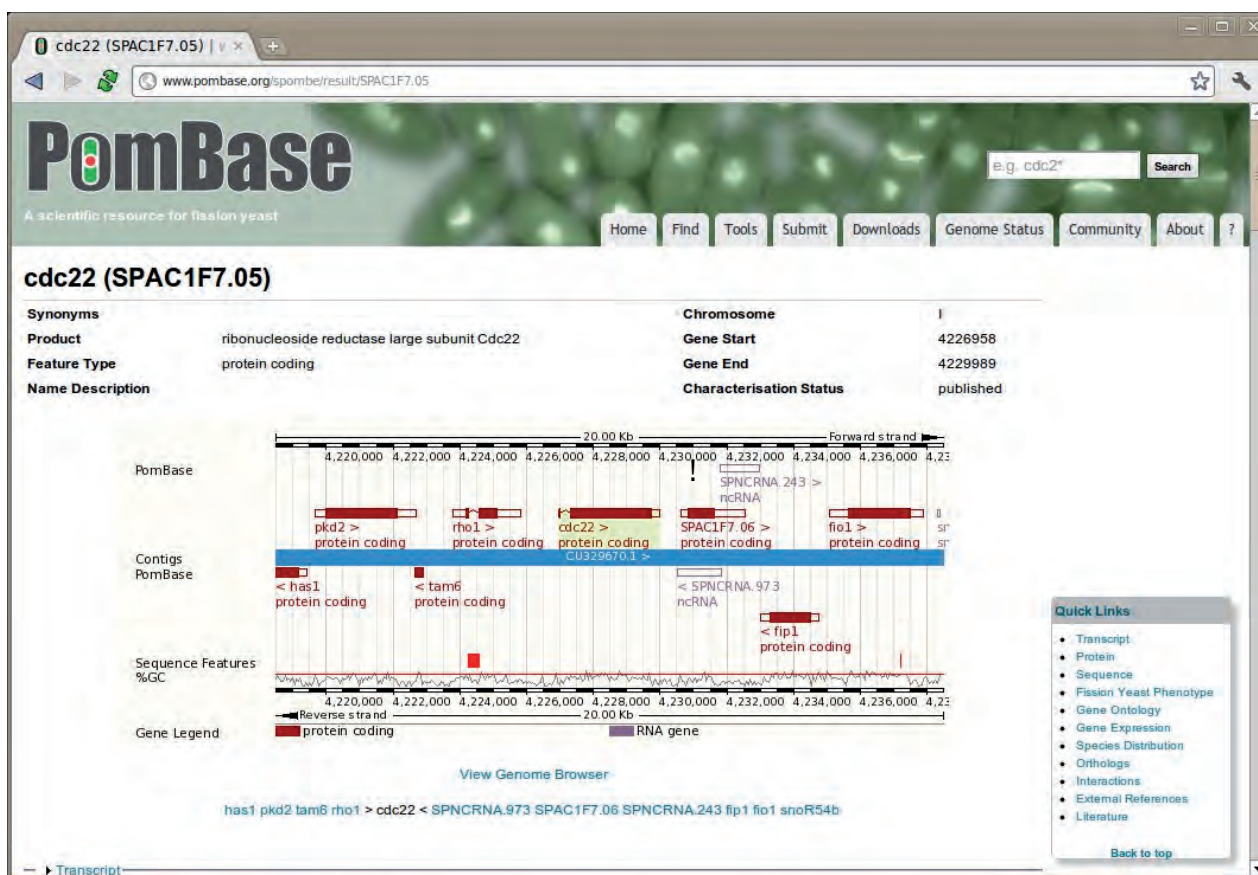 cdc22 (SPAC1F7.05) |
www.pombase.org/spombe/result/SPAC1F7.05
PomBase
e.g. cdc2*
Search
A scientific resource for fission yeast
Home Find Tools Submit Downloads Genome Status Community About ?
cdc22 (SPAC1F7.05)
Synonyms Chromosome I
Product ribonucleoside reductase large subunit Cdc22 Gene Start 4226958
Feature Type protein coding Gene End 4229989
Name Description Characterisation Status published
20.00 Kb Forward strand
4,220,000 4,222,000 4,224,000 4,226,000 4,228,000 4,230,000 4,232,000 4,234,000 4,236,000 4,23
PomBase
!
SPNCRNA.243 >
ncRNA
pkd2 > rho1 > cdc22 > SPAC1F7.06 > fio1 > sr
protein coding protein coding protein coding protein coding protein coding
Contigs CU329670.1 >
PomBase
< has1 < tam6 < SPNCRNA.973
protein coding protein coding ncRNA
< fip1
protein coding
Sequence Features
%GC
4,220,000 4,222,000 4,224,000 4,226,000 4,228,000 4,230,000 4,232,000 4,234,000 4,236,000 4,23
Reverse strand 20.00 Kb
Gene Legend protein coding RNA gene
View Genome Browser
has1 pkd2 tam6 rho1 > cdc22 < SPNCRNA.973 SPAC1F7.06 SPNCRNA.243 fip1 fio1 snoR54b
Quick Links
Transcript
Protein
Sequence
Fission Yeast Phenotype
Gene Ontology
Gene Expression
Species Distribution
Orthologs
Interactions
External References
Literature
Back to top
Transcript